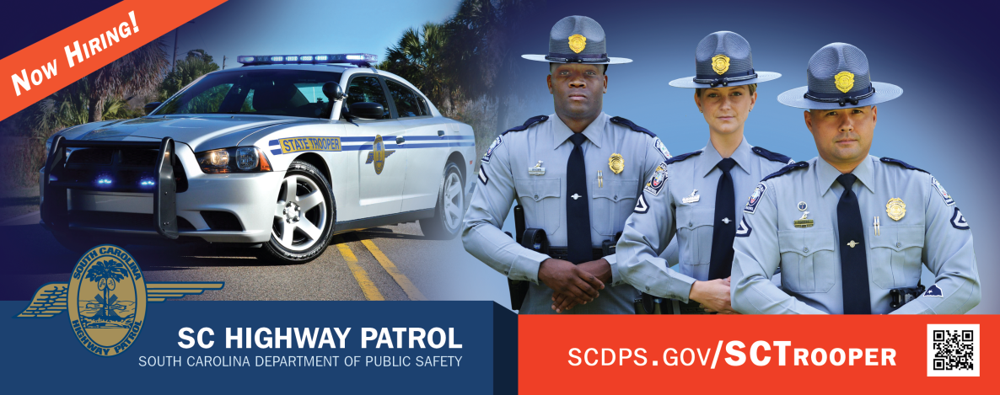 Now Hiring!
STATE TROOPER
SOUTH CAROLINA
HIGHWAY PATROL
SC HIGHWAY PATROL
SOUTH CAROLINA DEPARTMENT OF PUBLIC SAFETY
SCDPS.GOV/SCTROOPER